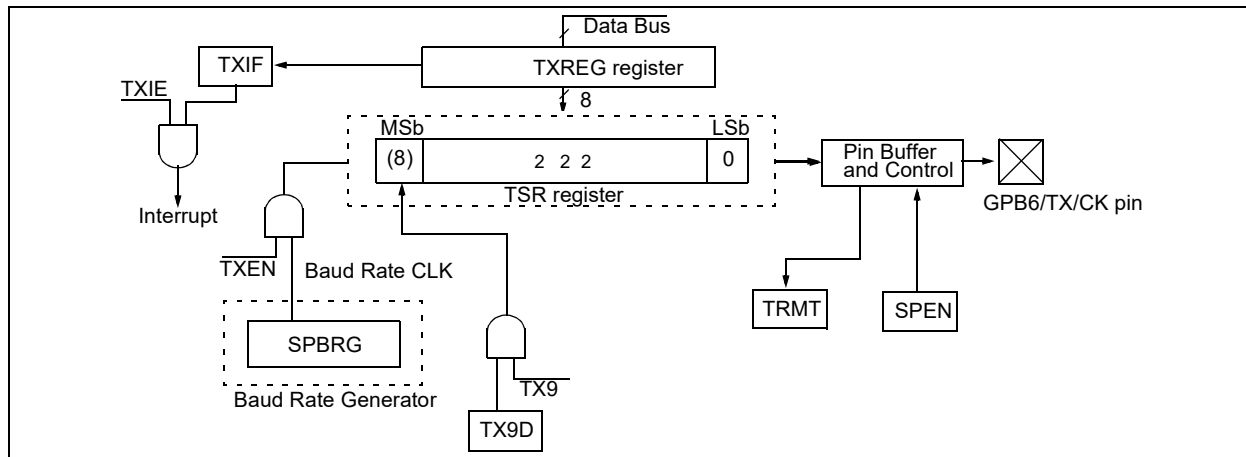 Data Bus
TXIF
TXREG register
TXIE
8
MSb
LSb
(8)
2 2 2
0
Pin Buffer
and Control
TSR register
GPB6/TX/CK pin
Interrupt
TXEN
Baud Rate CLK
TRMT
SPEN
SPBRG
TX9
Baud Rate Generator
TX9D